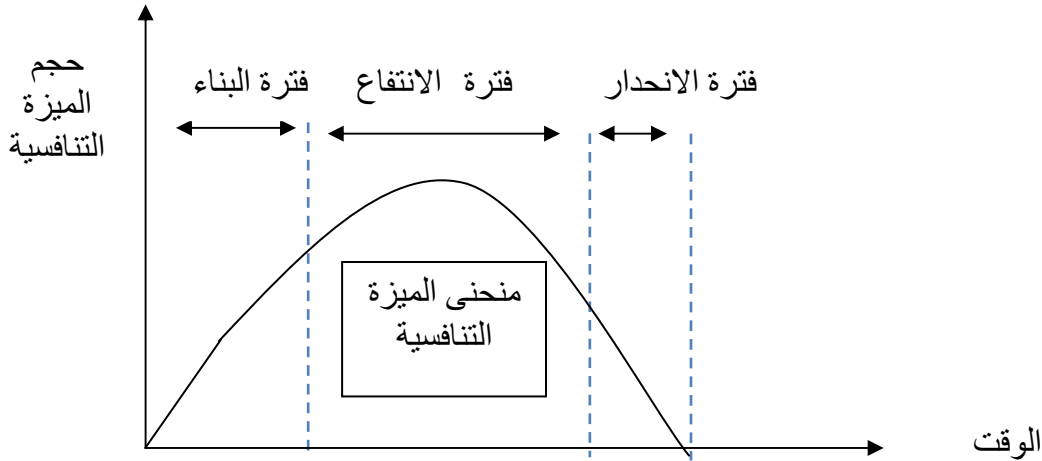 حجم
الميزة
التنافسية
فترة الانحدار
فترة الانتفاع
فترة البناء
منحنى الميزة
التنافسية
الوقت